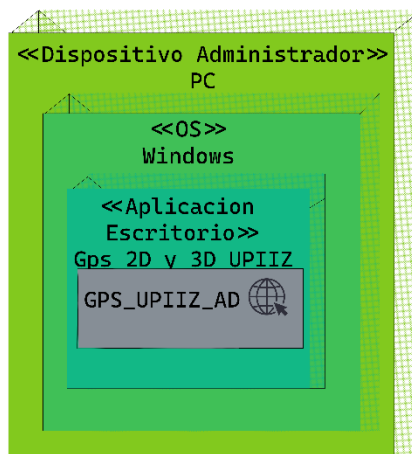 ≪Dispositivo Administrador≫
PC
≪OS≫
Windows
≪Aplicacion
Escritorio≫
Gps 2D y 3D UPIIZ
GPS_UPIIZ_AD